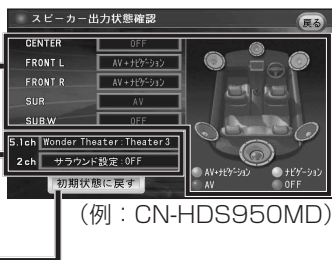 スピーカー出力状態確認
戻る
CENTER OFF
FRONT L AV+ナビゲーション
FRONT R AV+ナビゲーション
SUR AV
SUB.W OFF
5.1ch Wonder Theater:Theater3
2ch サラウンド設定:OFF
AV+ナビゲーション ナビゲーション
AV OFF
初期状態に戻す
(例:CN-HDS950MD)